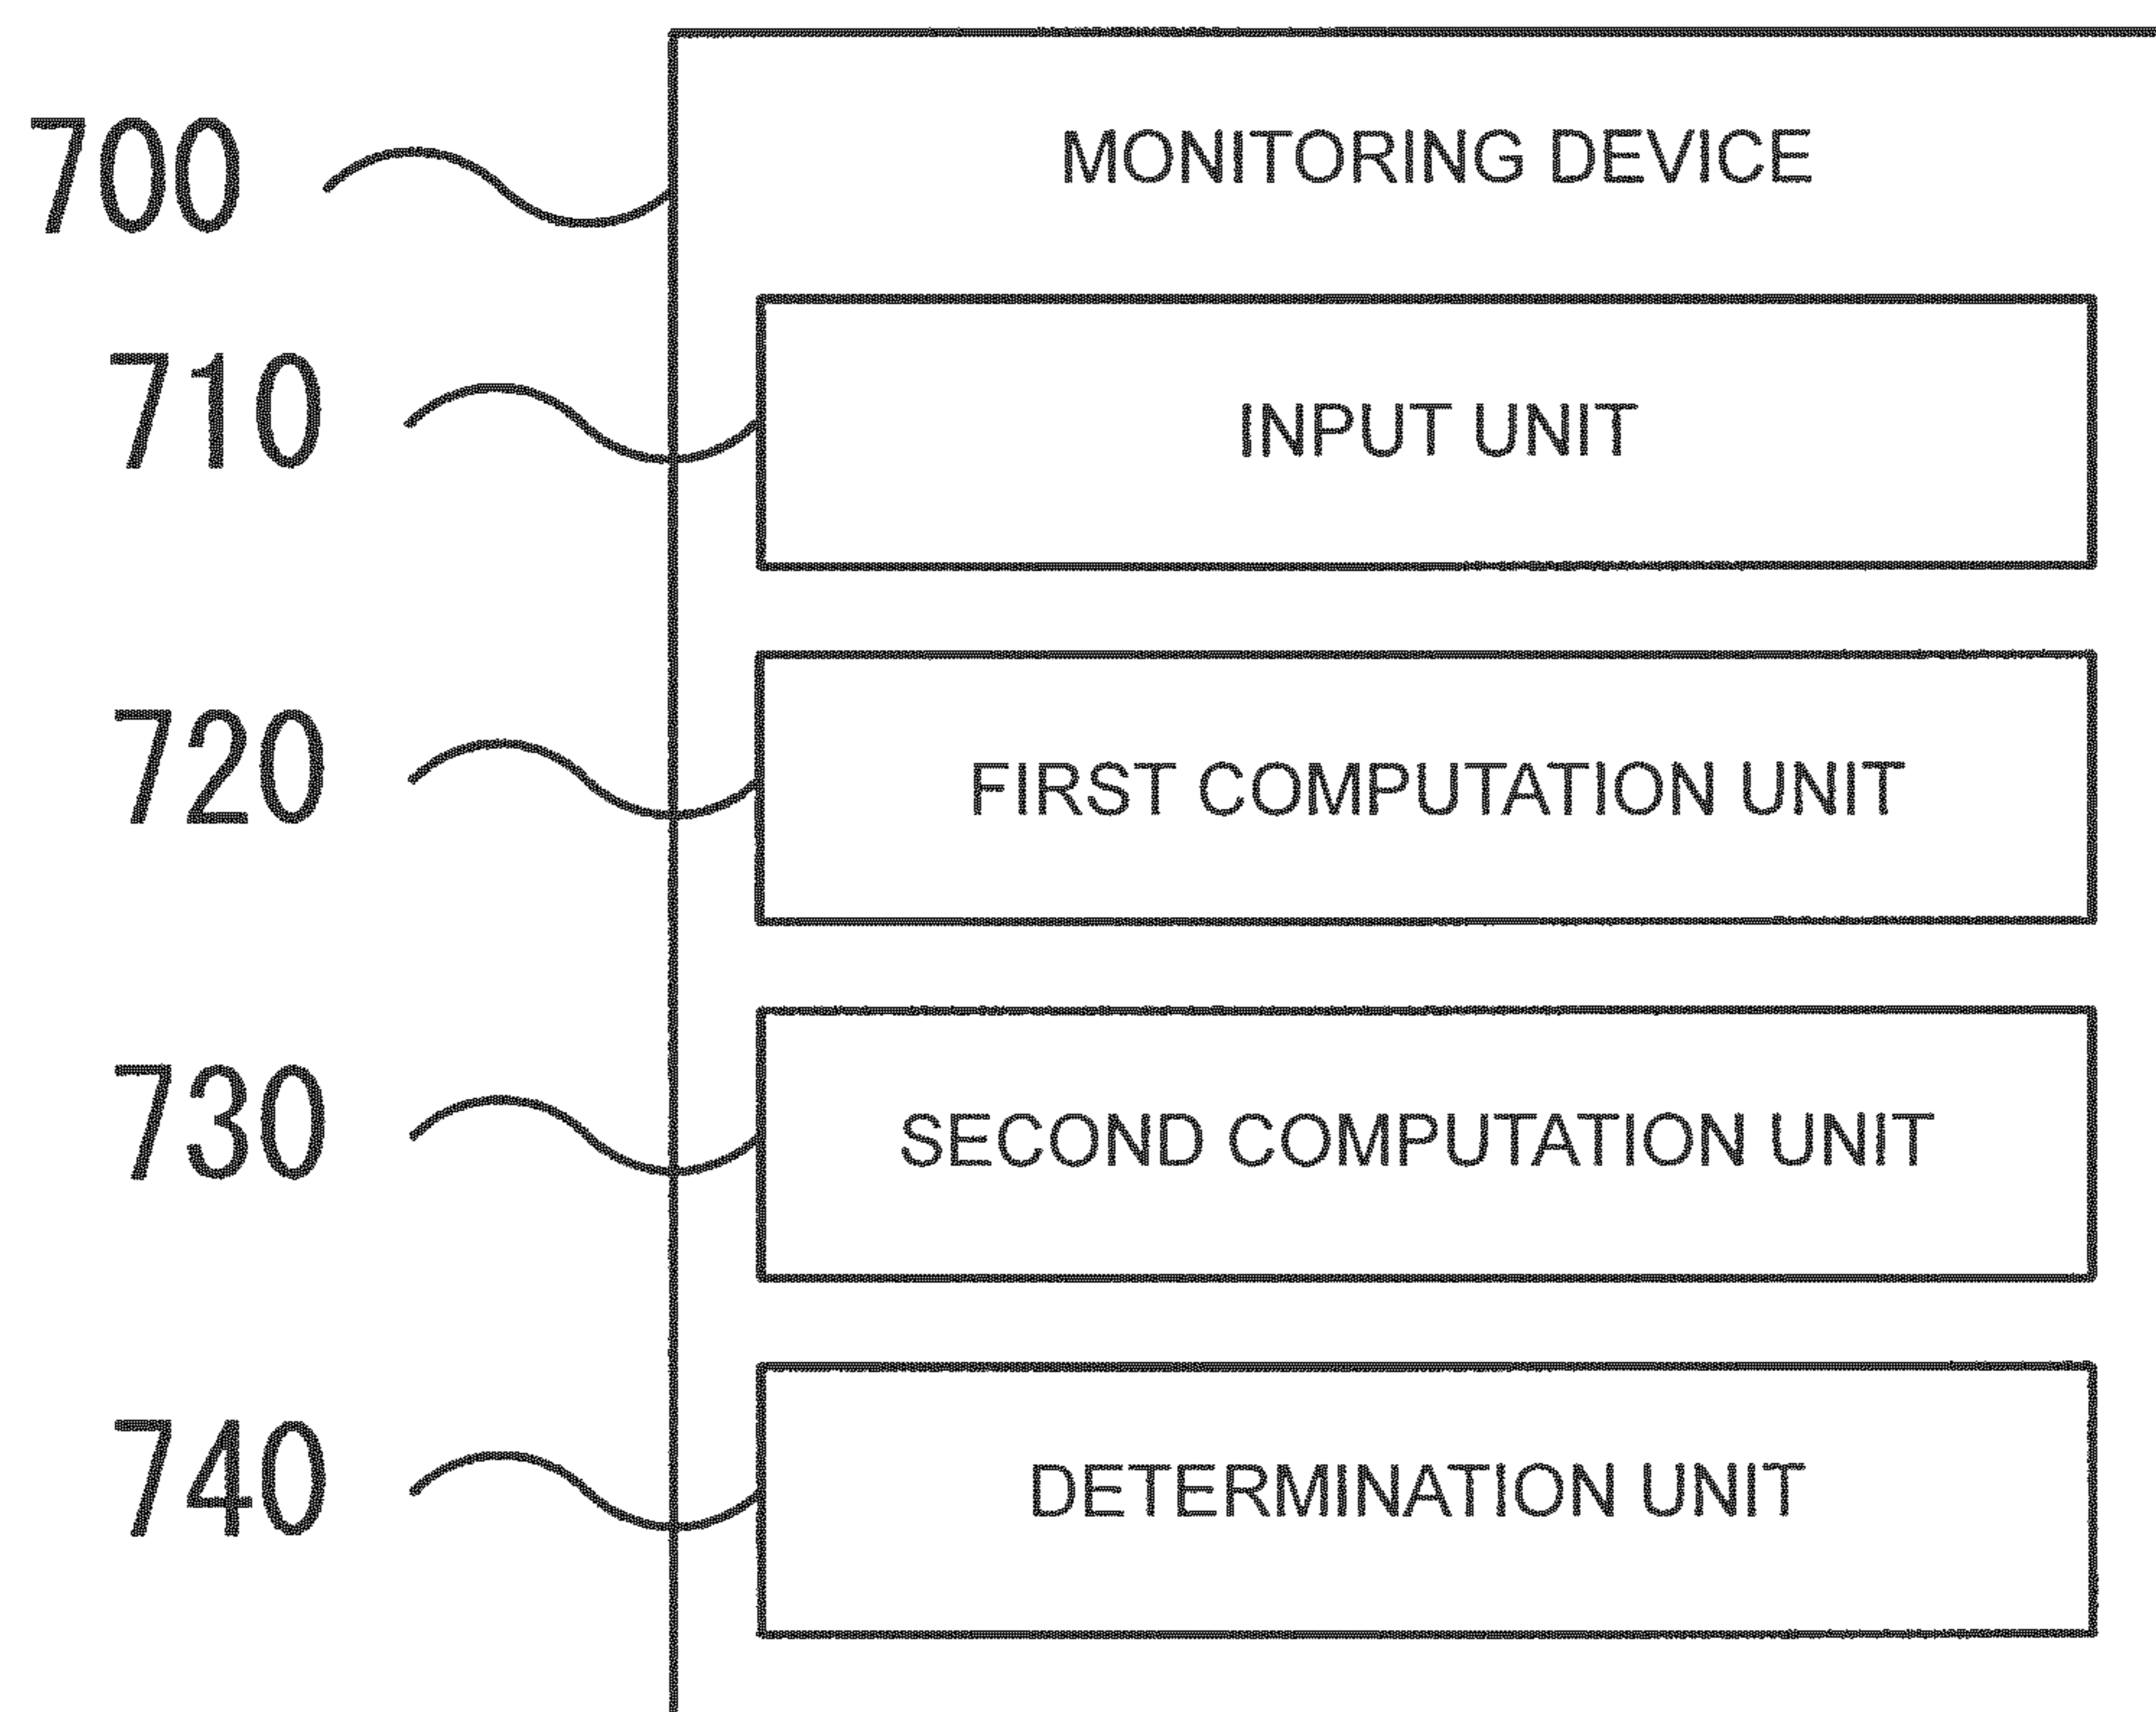 700 MONITORING DEVICE
710 INPUT UNIT
720 FIRST COMPUTATION UNIT
730 SECOND COMPUTATION UNIT
740 DETERMINATION UNIT